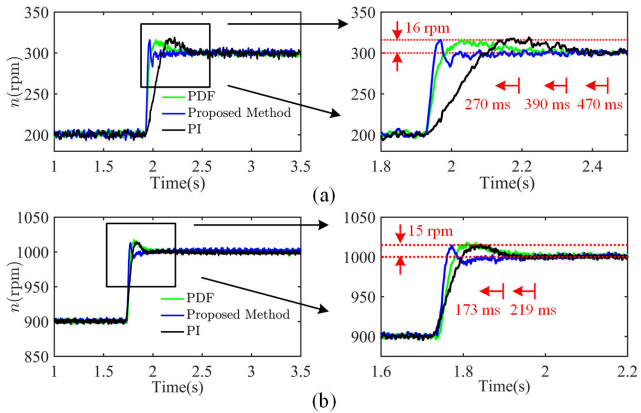 n(rpm)
350
300
250
200
PDF
Proposed Method
PI
1 1.5 2 2.5 3 3.5
Time(s)
350
300
250
200
16 rpm
270 ms 390 ms 470 ms
1.8 2 2.2 2.4
Time(s)
(a)
n(rpm)
1050
1000
950
900
850
PDF
Proposed Method
PI
1 1.5 2 2.5 3 3.5
Time(s)
1050
1000
950
900
15 rpm
173 ms 219 ms
1.6 1.8 2 2.2
Time(s)
(b)